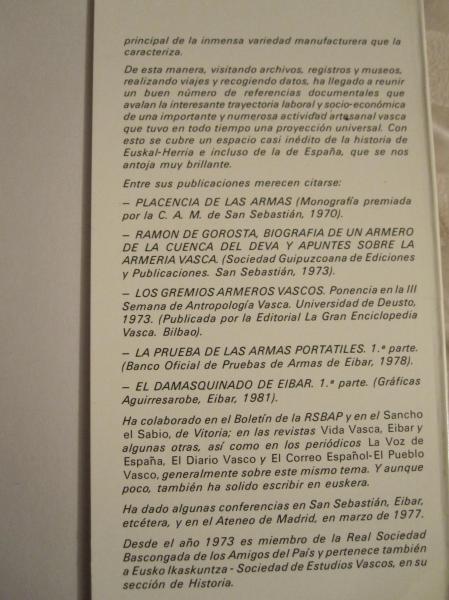 principal de la inmensa variedad manufacturera que la
caracteriza.
De esta manera, visitando archivos, registros y museos,
realizando viajes y recogiendo datos, ha llegado a reunir
un buen número de referencias documentales que
avalan la interesante trayectoria laboral y socio-económica
de una importante y numerosa actividad artesanal vasca
que tuvo en todo tiempo una proyección universal. Con
esto se cubre un espacio casi inédito de la historia de
Euskal-Herria e incluso de la de España, que se nos
antoja muy brillante.
Entre sus publicaciones merecen citarse:
– PLACENCIA DE LAS ARMAS (Monografía premiada
por la C. A. M. de San Sebastián, 1970).
– RAMON DE GOROSTA, BIOGRAFIA DE UN ARMERO
DE LA CUENCA DEL DEVA Y APUNTES SOBRE LA
ARMERIA VASCA. (Sociedad Guipuzcoana de Ediciones
y Publicaciones. San Sebastián, 1973).
– LOS GREMIOS ARMEROS VASCOS. Ponencia en la III
Semana de Antropología Vasca. Universidad de Deusto,
1973. (Publicada por la Editorial La Gran Enciclopedia
Vasca. Bilbao).
– LA PRUEBA DE LAS ARMAS PORTATILES. 1.ª parte.
(Banco Oficial de Pruebas de Armas de Eibar, 1978).
– EL DAMASQUINADO DE EIBAR. 1.ª parte. (Gráficas
Aguirresarobe, Eibar, 1981).
Ha colaborado en el Boletín de la RSBAP y en el Sancho
el Sabio, de Vitoria; en las revistas Vida Vasca, Eibar y
algunas otras, así como en los periódicos La Voz de
España, El Diario Vasco y El Correo Español-El Pueblo
Vasco, generalmente sobre este mismo tema. Y aunque
poco, también ha solido escribir en euskera.
Ha dado algunas conferencias en San Sebastián, Eibar,
etcétera, y en el Ateneo de Madrid, en marzo de 1977.
Desde el año 1973 es miembro de la Real Sociedad
Bascongada de los Amigos del País y pertenece también
a Eusko Ikaskuntza - Sociedad de Estudios Vascos, en su
sección de Historia.